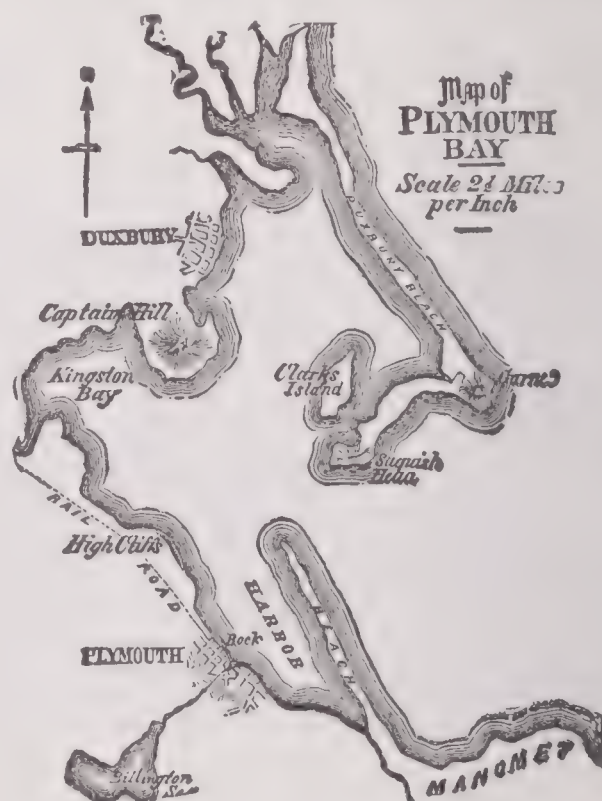 Map of
PLYMOUTH
BAY
Scale 2½ Miles
per Inch
DUXBURY
DUXBURY BEACH
Captains Hill
Kingston
Bay
Clarks
Island
Gurnet
Saquish
Head
RAIL ROAD
High Cliffs
HARBOR
BEACH
Rock
PLYMOUTH
MANOMET
Billington
Sea